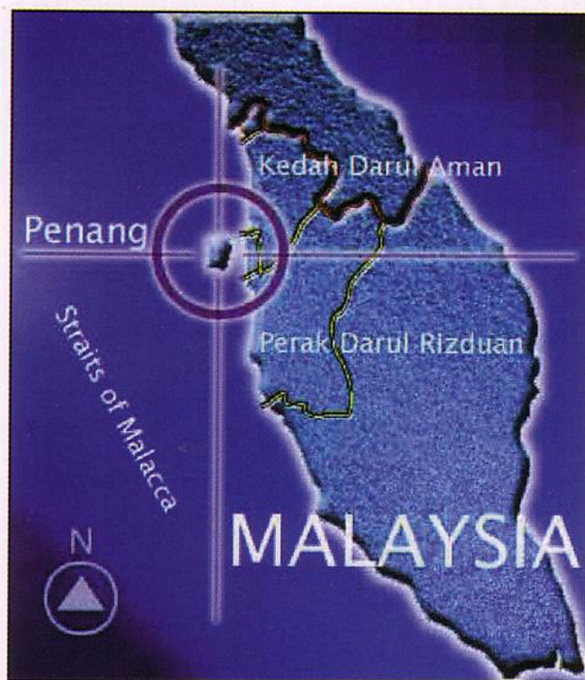 Kedah Darul Aman
Penang
Perak Darul Rizduan
Straits of Malacca
MALAYSIA
N